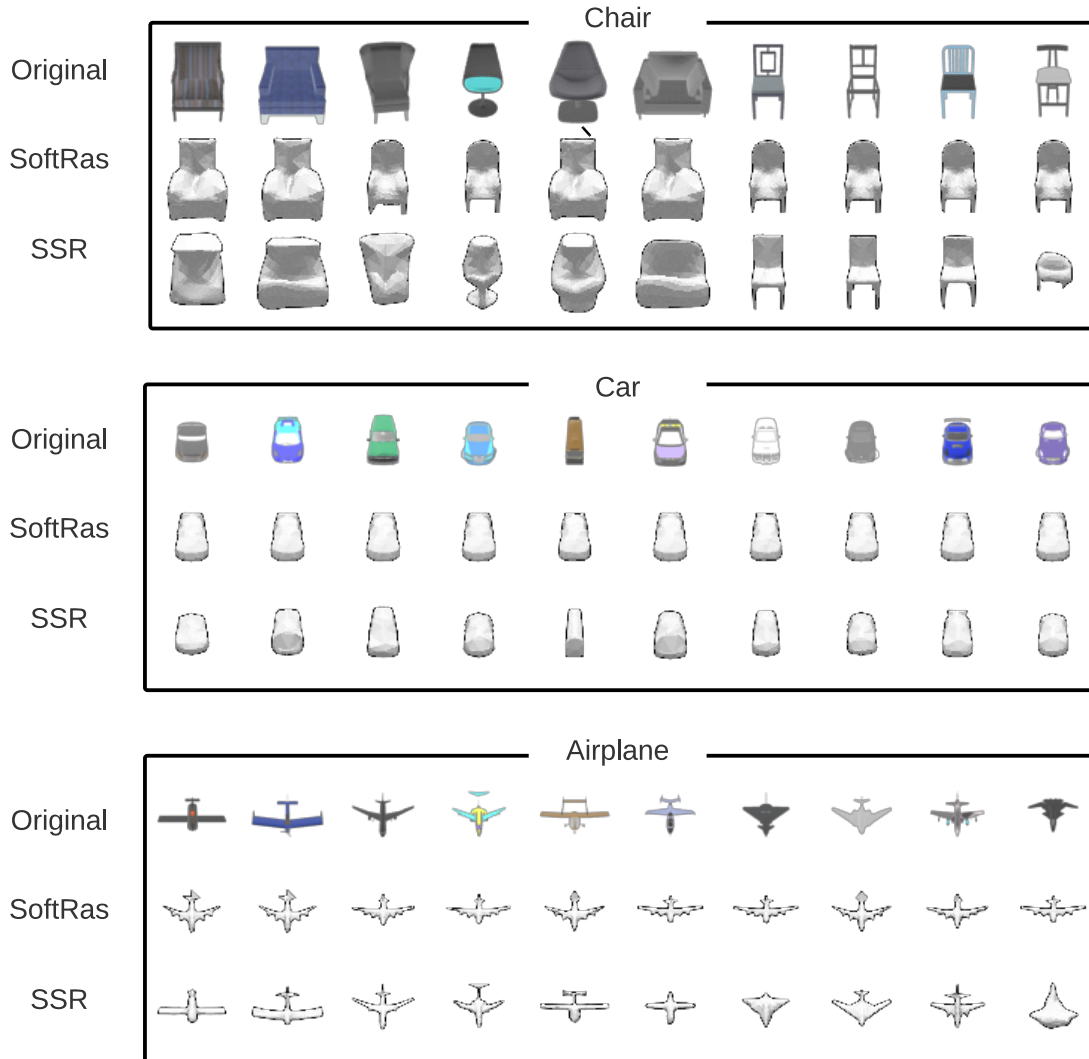 Chair
Original
SoftRas
SSR
Car
Original
SoftRas
SSR
Airplane
Original
SoftRas
SSR